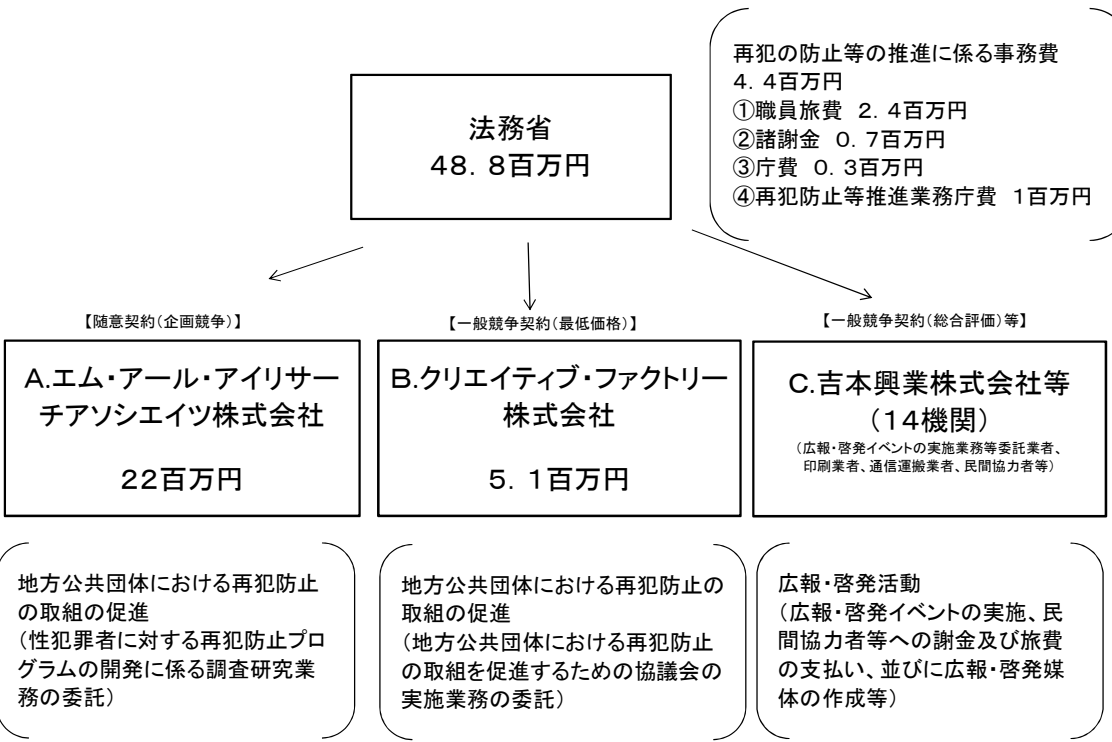 再犯の防止等の推進に係る事務費
4．4百万円
①職員旅費　2．4百万円
②諸謝金　0．7百万円
③庁費　0．3百万円
④再犯防止等推進業務庁費　1百万円
法務省
48．8百万円
【随意契約(企画競争)】
A.エム・アール・アイリサー
チアソシエイツ株式会社
22百万円
地方公共団体における再犯防止
の取組の促進
(性犯罪者に対する再犯防止プロ
グラムの開発に係る調査研究業
務の委託)
【一般競争契約(最低価格)】
B.クリエイティブ・ファクトリー
株式会社
5．1百万円
地方公共団体における再犯防止の
取組の促進
(地方公共団体における再犯防止
の取組を促進するための協議会の
実施業務の委託)
【一般競争契約(総合評価)等】
C.吉本興業株式会社等
(14機関)
(広報・啓発イベントの実施業務等委託業者、
印刷業者、通信運搬業者、民間協力者等)
広報・啓発活動
(広報・啓発イベントの実施、民
間協力者等への謝金及び旅費
の支払い、並びに広報・啓発媒
体の作成等)